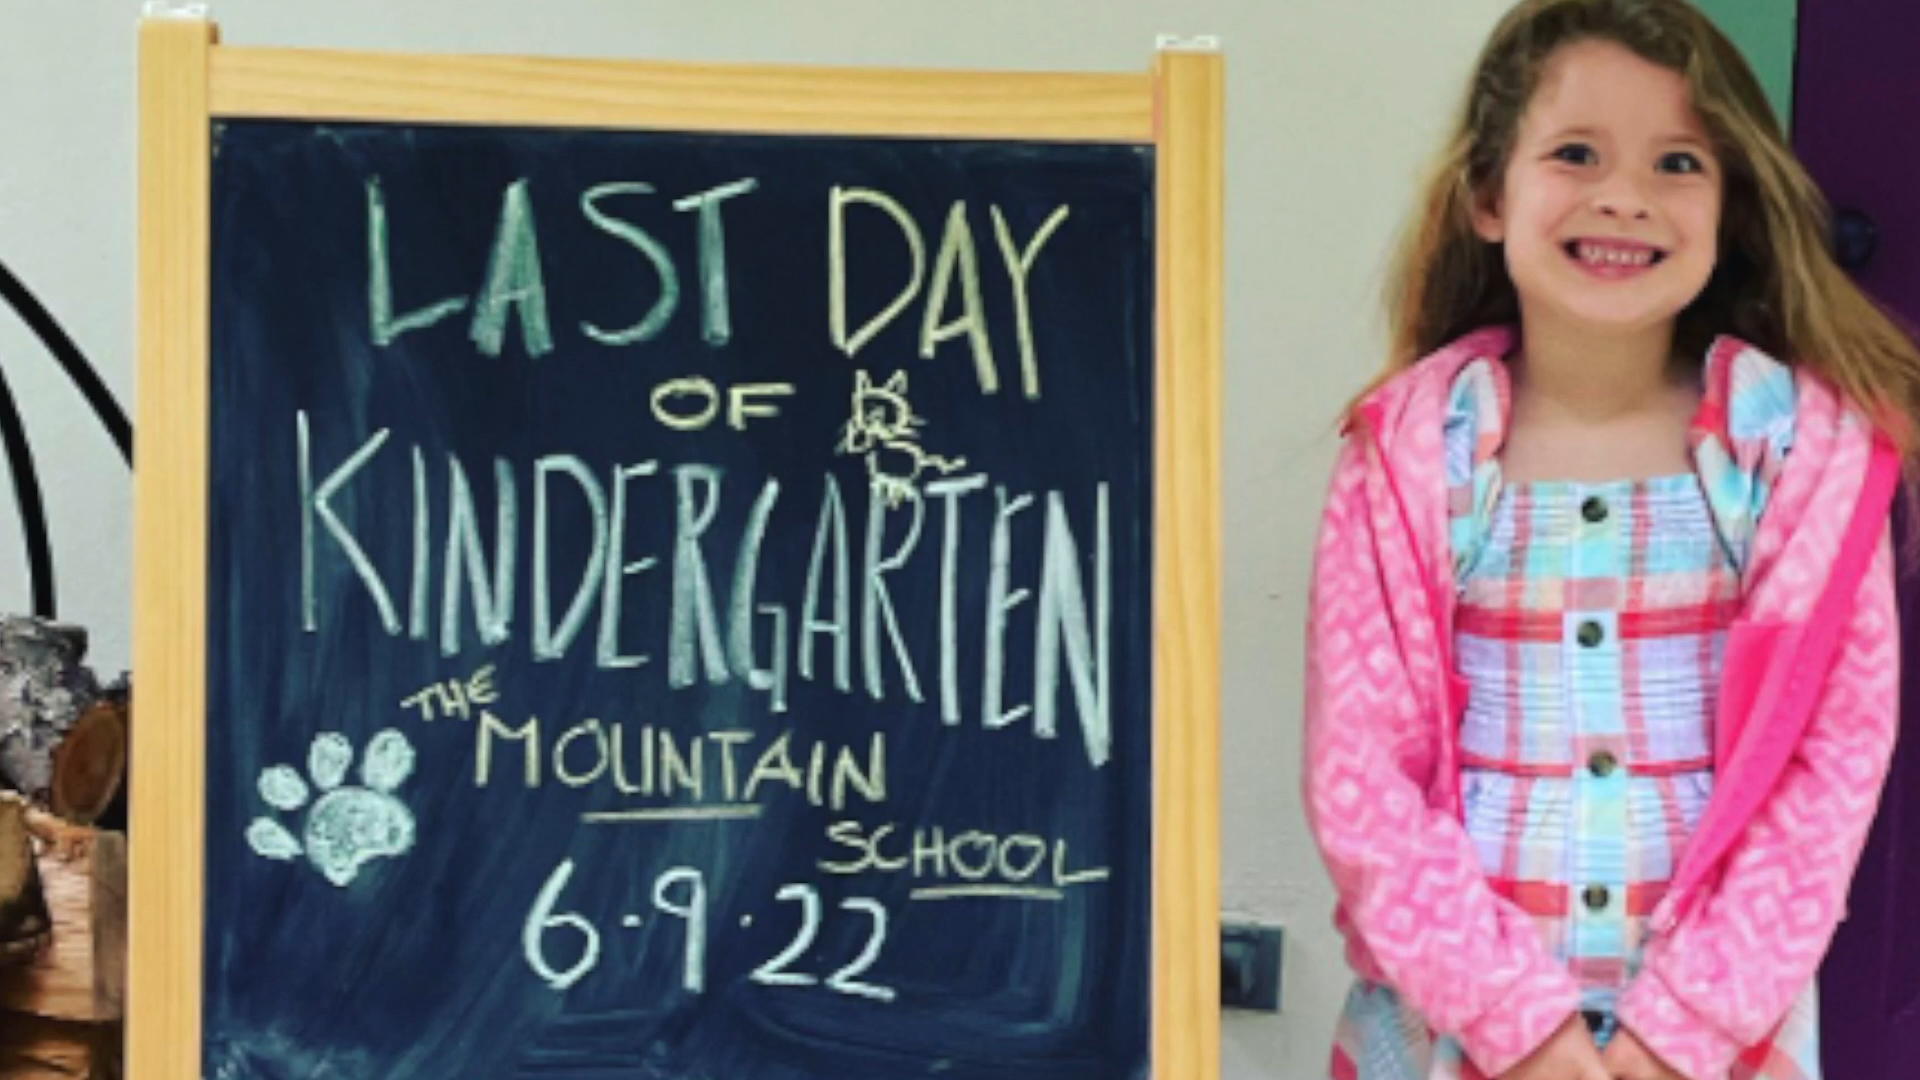 LAST DAY
OF
KINDERGARTEN
THE
MOUNTAIN
SCHOOL
6.9.22